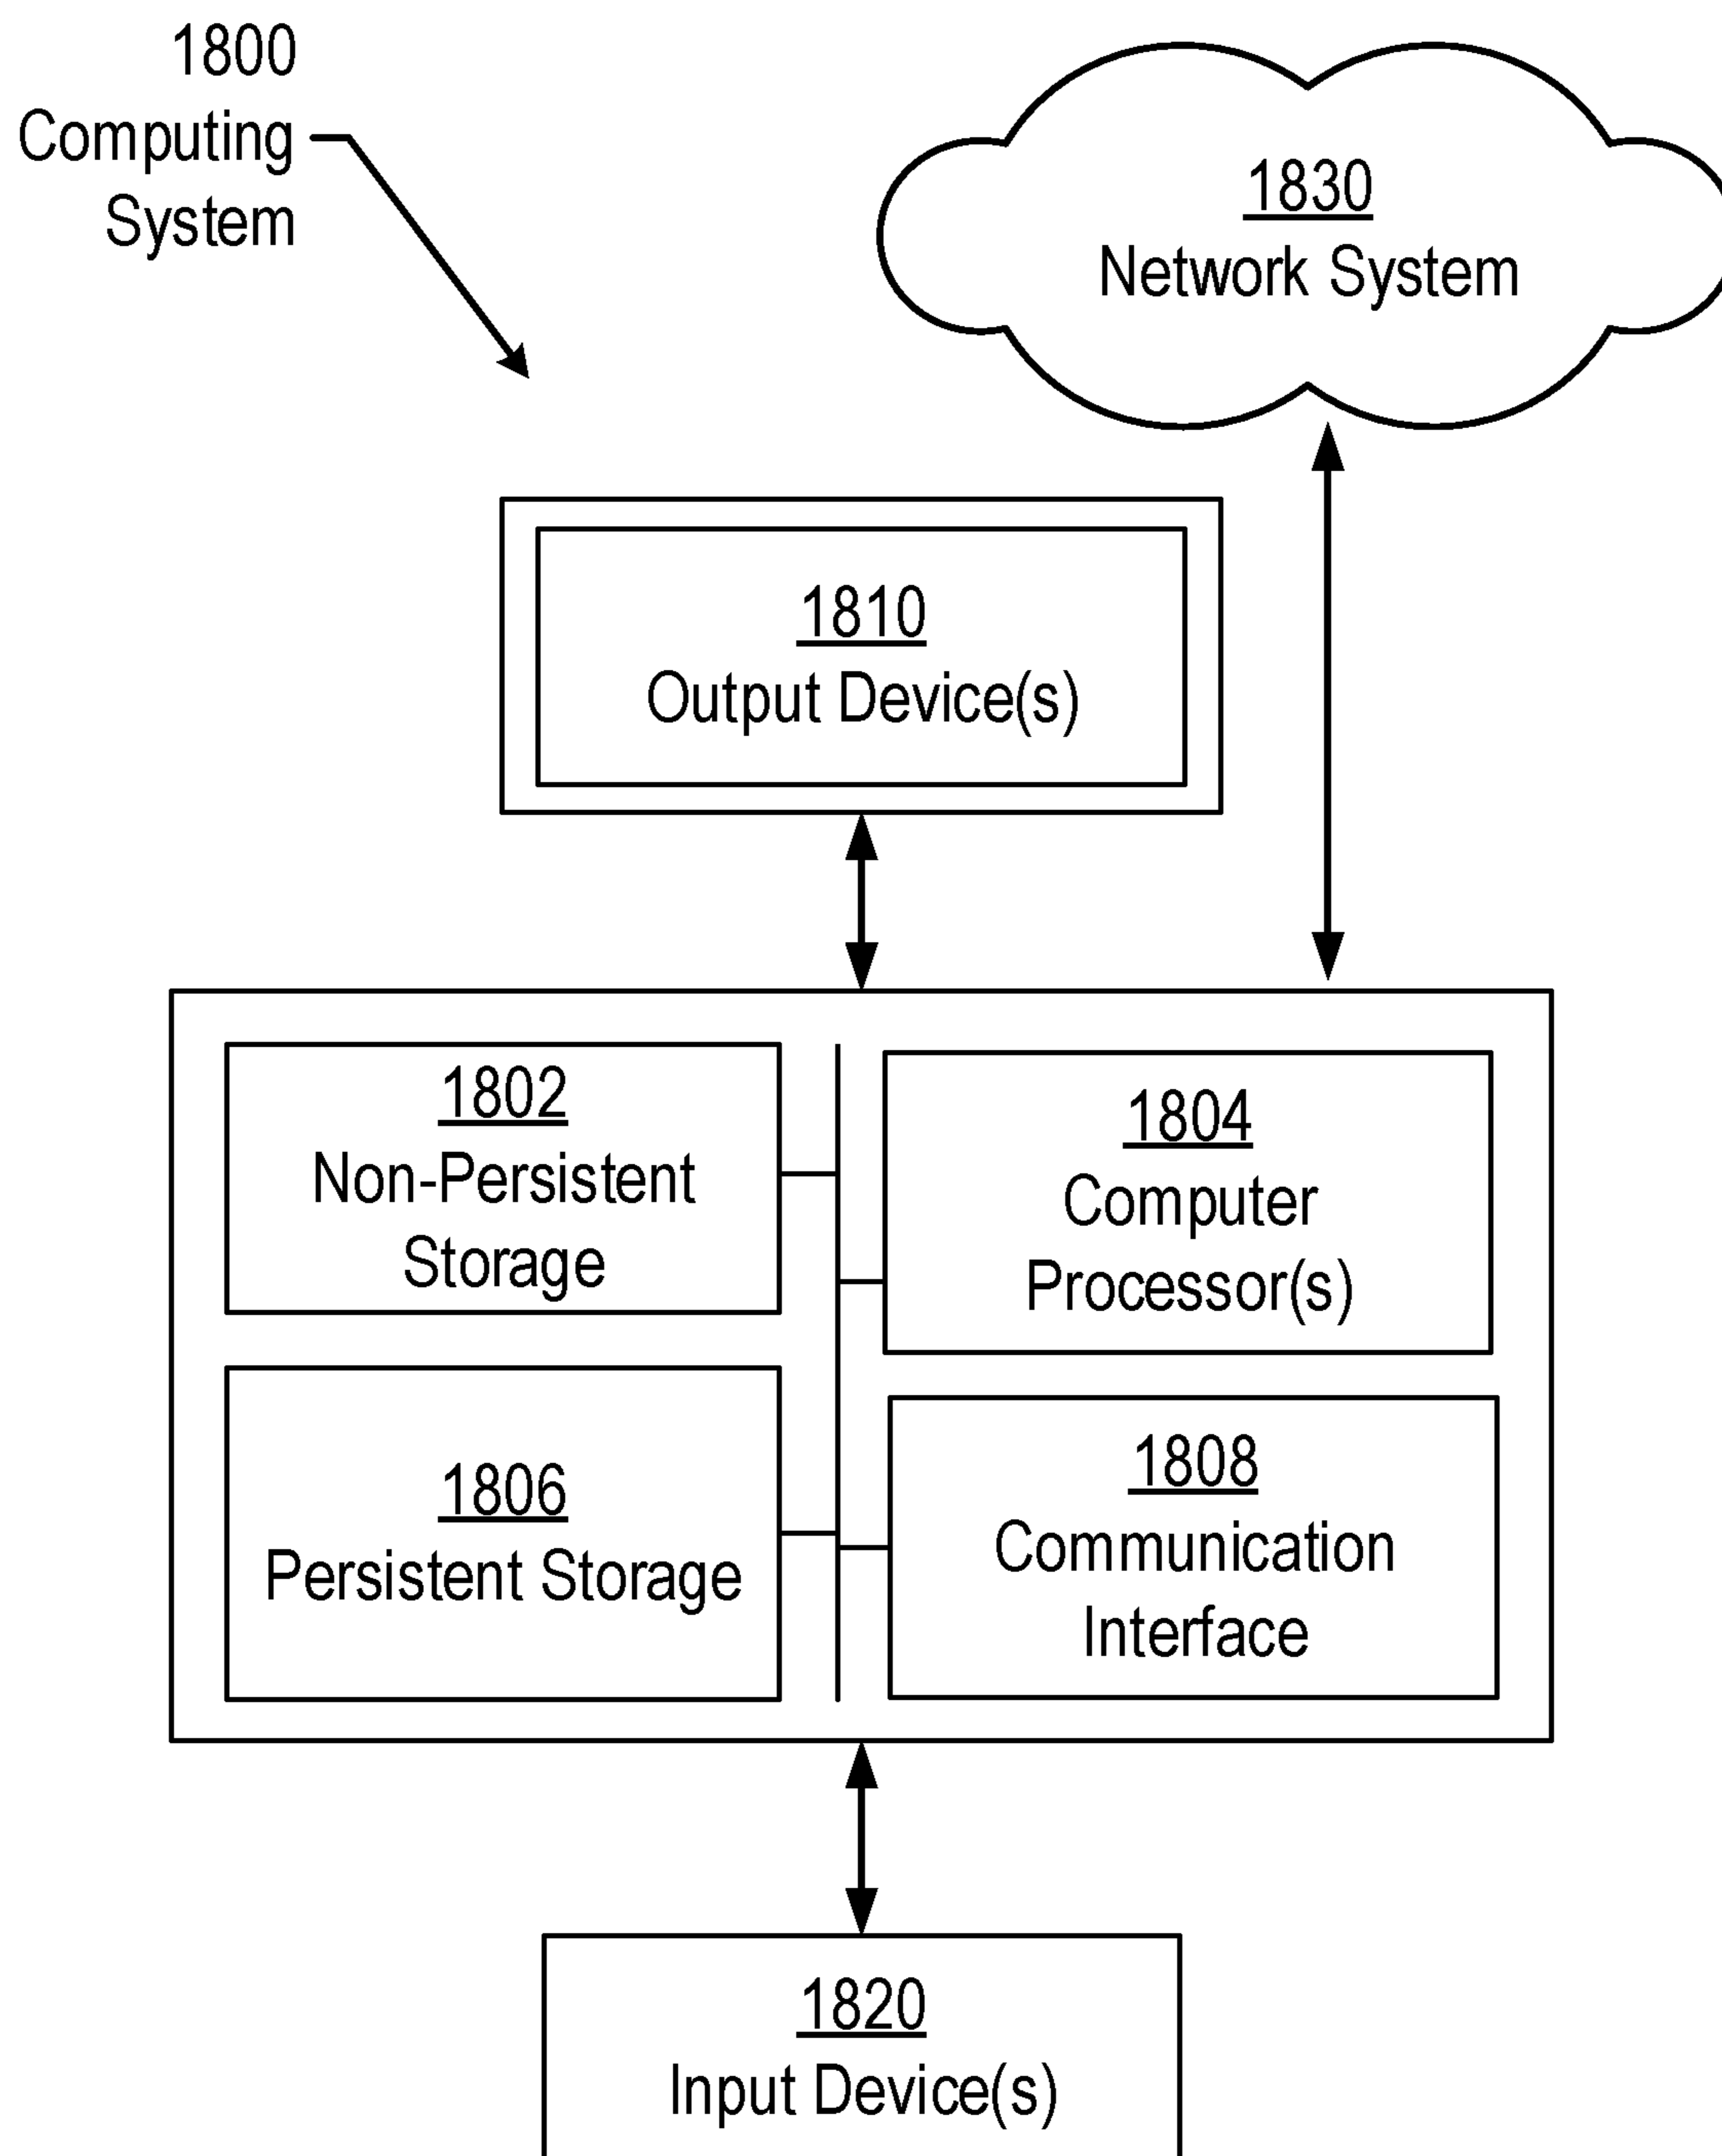 1800
Computing
System
1830
Network System
1810
Output Device(s)
1802
Non-Persistent
Storage
1804
Computer
Processor(s)
1806
Persistent Storage
1808
Communication
Interface
1820
Input Device(s)